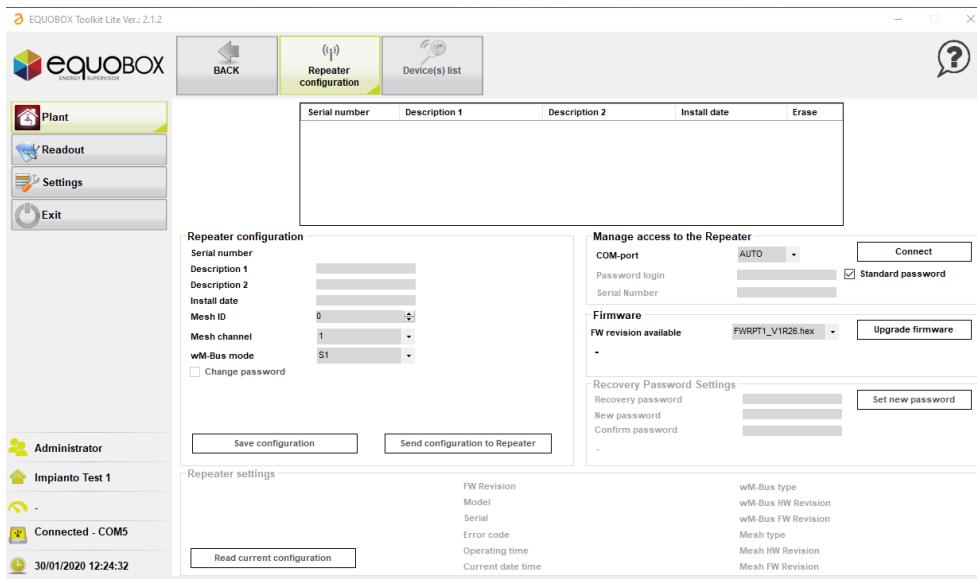 EQUOBOX Toolkit Lite Ver.: 2.1.2
equoBOX
ENERGY SUPERVISOR
BACK
Repeater
configuration
Device(s) list
?
Plant
Readout
Settings
Exit
Serial number Description 1 Description 2 Install date Erase
Repeater configuration
Serial number
Description 1
Description 2
Install date
Mesh ID 0
Mesh channel 1
wM-Bus mode S1
Change password
Save configuration Send configuration to Repeater
Manage access to the Repeater
COM-port AUTO Connect
Password login Standard password
Serial Number
Firmware
FW revision available FWRPT1_V1R26.hex Upgrade firmware
-
Recovery Password Settings
Recovery password Set new password
New password
Confirm password
-
Administrator
Impianto Test 1
-
Connected - COM5
30/01/2020 12:24:32
Repeater settings
Read current configuration
FW Revision
Model
Serial
Error code
Operating time
Current date time
wM-Bus type
wM-Bus HW Revision
wM-Bus FW Revision
Mesh type
Mesh HW Revision
Mesh FW Revision